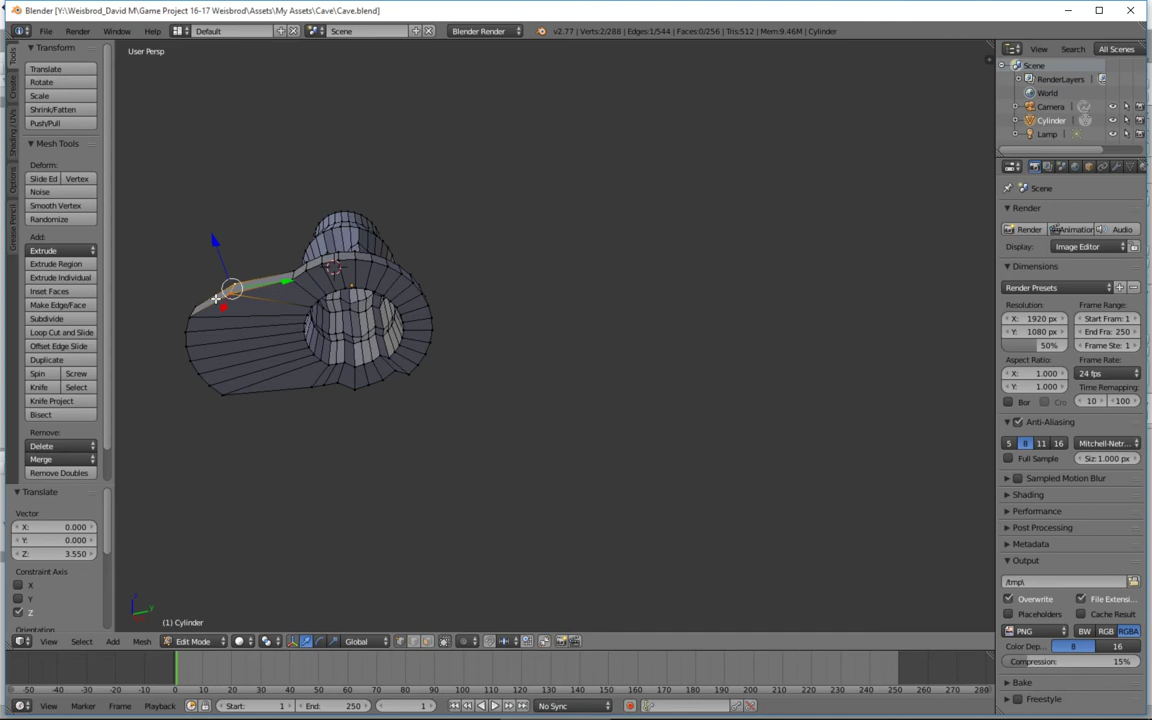 Blender [Y:\Weisbrod_David M\Game Project 16-17 Weisbrod\Assets\My Assets\Cave\Cave.blend]
File Render Window Help Default Scene Blender Render v2.77 | Verts:2/288 | Edges:1/544 | Faces:0/256 | Tris:512 | Mem:9.46M | Cylinder
View Search All Scenes
User Persp
Tools
Create
Shading / UVs
Options
Grease Pencil
Transform
Translate
Rotate
Scale
Shrink/Fatten
Push/Pull
Mesh Tools
Deform:
Slide Ed Vertex
Noise
Smooth Vertex
Randomize
Add:
Extrude
Extrude Region
Extrude Individual
Inset Faces
Make Edge/Face
Subdivide
Loop Cut and Slide
Offset Edge Slide
Duplicate
Spin Screw
Knife Select
Knife Project
Bisect
Remove:
Delete
Merge
Remove Doubles
Translate
Vector
X: 0.000
Y: 0.000
Z: 3.550
Constraint Axis
X
Y
Z
Orientation
z
y
(1) Cylinder
View Select Add Mesh Edit Mode Global
Scene
RenderLayers
World
Camera
Cylinder
Lamp
Scene
Render
Render Animation Audio
Display: Image Editor
Dimensions
Render Presets
Resolution: Frame Range:
X: 1920 px Start Fram: 1
Y: 1080 px End Fra: 250
50% Frame Ste: 1
Aspect Ratio: Frame Rate:
X: 1.000 24 fps
Y: 1.000 Time Remapping:
Bor Cro 10 100
Anti-Aliasing
5 8 11 16 Mitchell-Netr...
Full Sample Siz: 1.000 px
Sampled Motion Blur
Shading
Performance
Post Processing
Metadata
Output
/tmp\
Overwrite File Extensi...
Placeholders Cache Result
PNG BW RGB RGBA
Color Dep... 8 16
Compression: 15%
Bake
Freestyle
-50 -40 -30 -20 -10 0 10 20 30 40 50 60 70 80 90 100 110 120 130 140 150 160 170 180 190 200 210 220 230 240 250 260 270 280
View Marker Frame Playback Start: 1 End: 250 1 No Sync